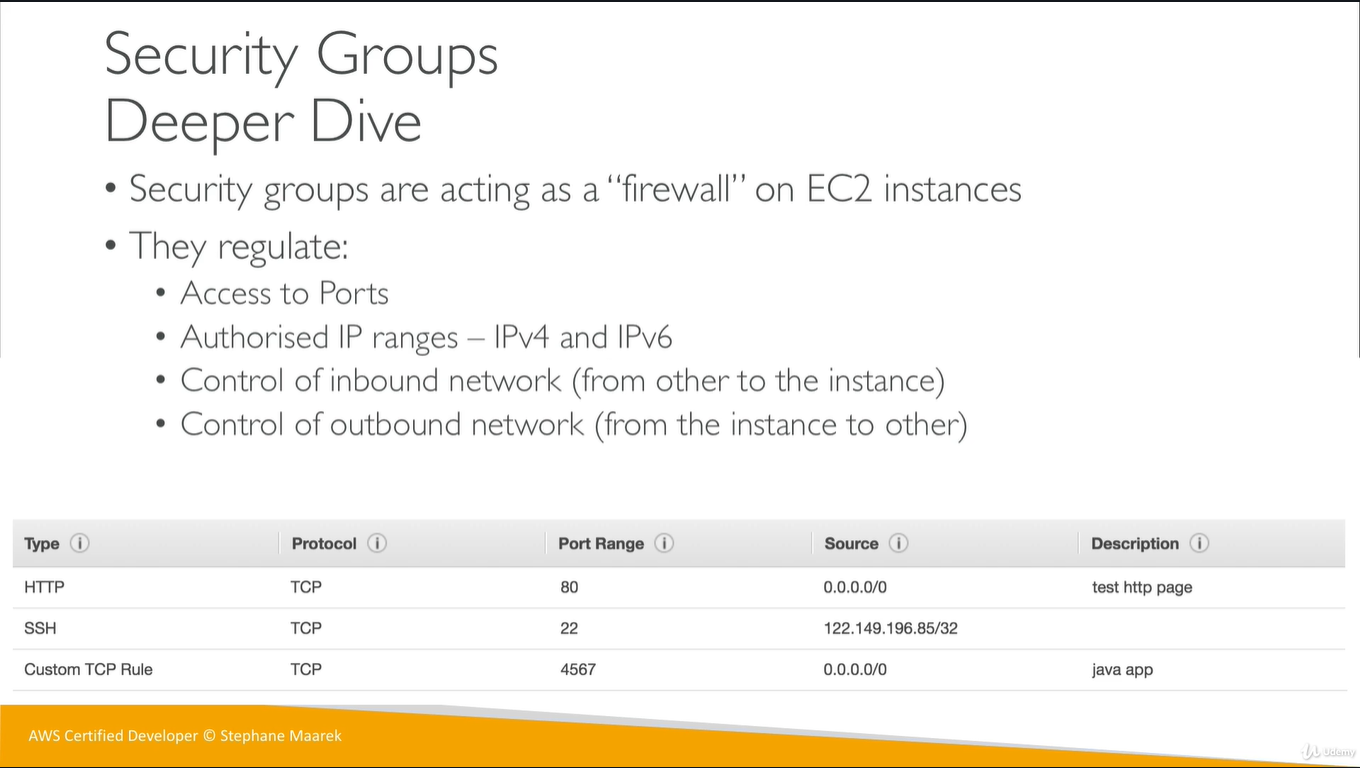 Security Groups
Deeper Dive
• Security groups are acting as a “firewall” on EC2 instances
• They regulate:
• Access to Ports
• Authorised IP ranges – IPv4 and IPv6
• Control of inbound network (from other to the instance)
• Control of outbound network (from the instance to other)
Type i Protocol i Port Range i Source i Description i
HTTP TCP 80 0.0.0.0/0 test http page
SSH TCP 22 122.149.196.85/32
Custom TCP Rule TCP 4567 0.0.0.0/0 java app
AWS Certified Developer © Stephane Maarek
Udemy